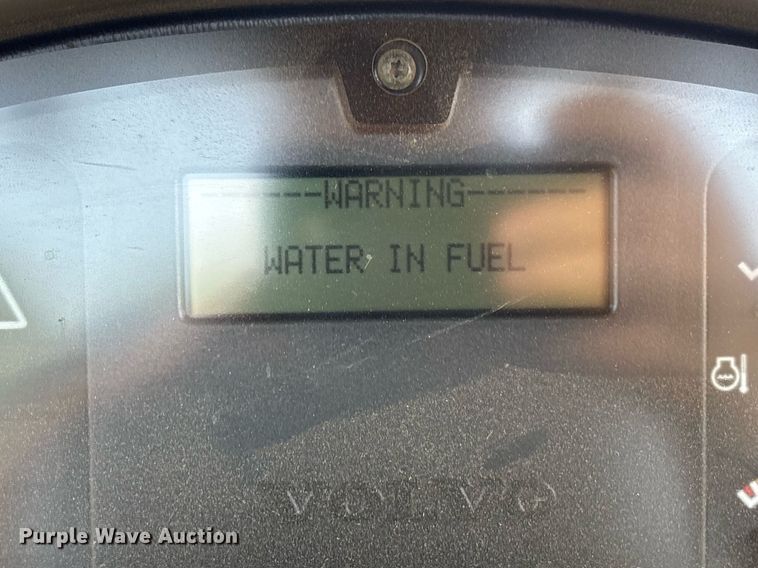 ------WARNING------
WATER IN FUEL
VOLVO
Purple Wave Auction®